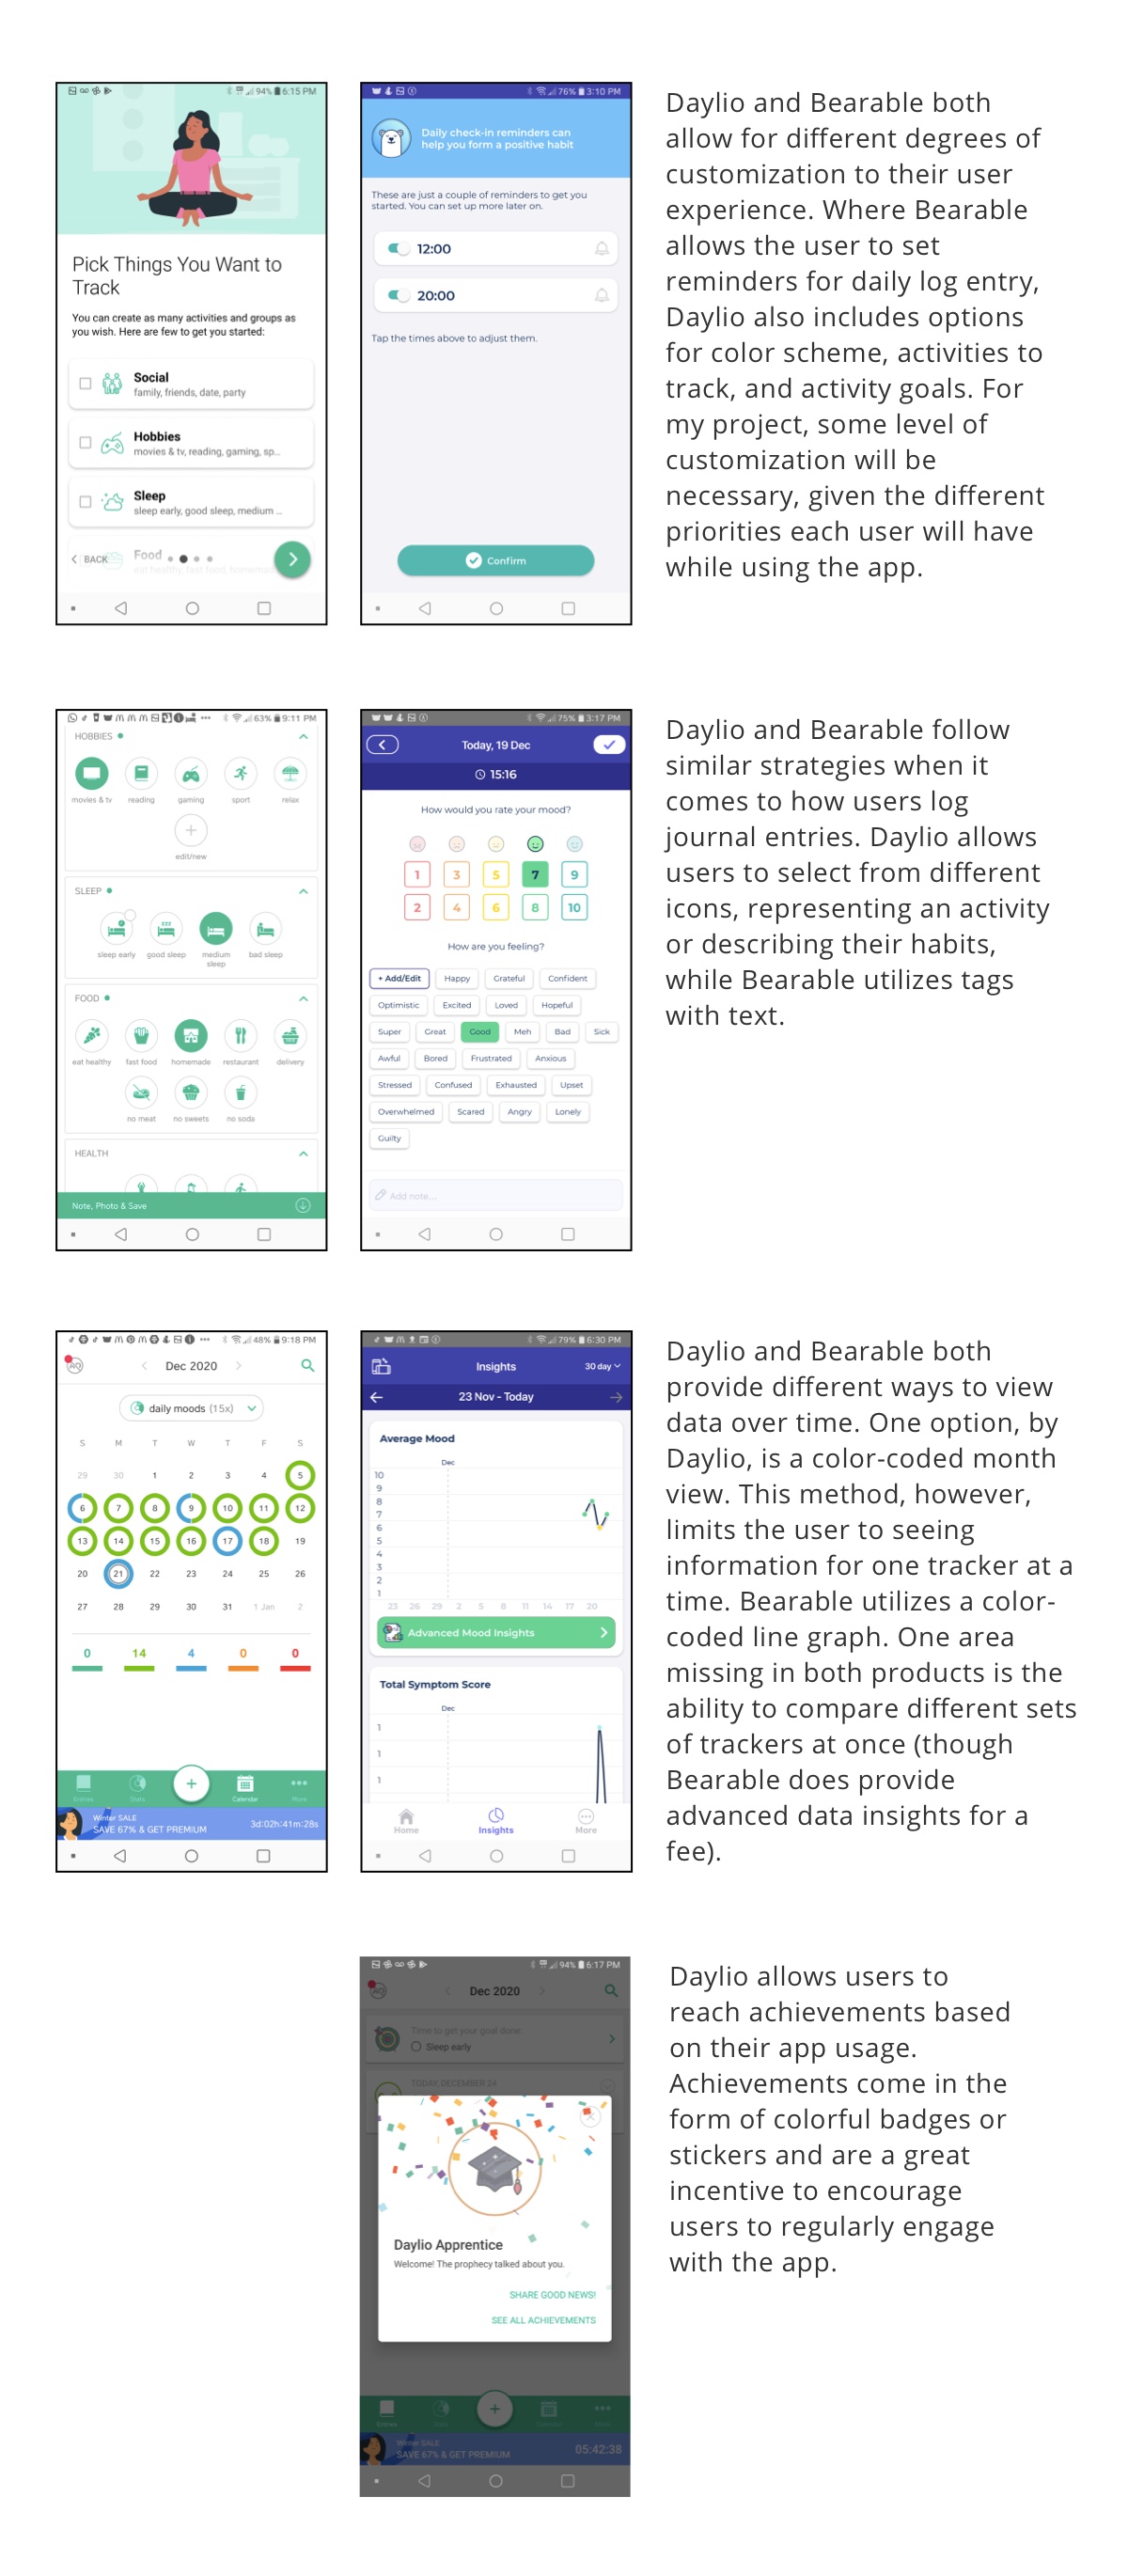 94% 6:15 PM
Pick Things You Want to
Track
You can create as many activities and groups as
you wish. Here are few to get you started:
Social
family, friends, date, party
Hobbies
movies & tv, reading, gaming, sp...
Sleep
sleep early, good sleep, medium ...
BACK
Food
eat healthy, fast food, homemad
76% 3:10 PM
Daily check-in reminders can
help you form a positive habit
These are just a couple of reminders to get you
started. You can set up more later on.
12:00
20:00
Tap the times above to adjust them.
Confirm
Daylio and Bearable both
allow for different degrees of
customization to their user
experience. Where Bearable
allows the user to set
reminders for daily log entry,
Daylio also includes options
for color scheme, activities to
track, and activity goals. For
my project, some level of
customization will be
necessary, given the different
priorities each user will have
while using the app.
63% 9:11 PM
HOBBIES
movies & tv reading gaming sport relax
edit/new
SLEEP
sleep early good sleep medium bad sleep
sleep
FOOD
eat healthy fast food homemade restaurant delivery
no meat no sweets no soda
HEALTH
Note, Photo & Save
75% 3:17 PM
Today, 19 Dec
15:16
How would you rate your mood?
1 3 5 7 9
2 4 6 8 10
How are you feeling?
+ Add/Edit Happy Grateful Confident
Optimistic Excited Loved Hopeful
Super Great Good Meh Bad Sick
Awful Bored Frustrated Anxious
Stressed Confused Exhausted Upset
Overwhelmed Scared Angry Lonely
Guilty
Add note...
Daylio and Bearable follow
similar strategies when it
comes to how users log
journal entries. Daylio allows
users to select from different
icons, representing an activity
or describing their habits,
while Bearable utilizes tags
with text.
48% 9:18 PM
Dec 2020
daily moods (15x)
S M T W T F S
29 30 1 2 3 4 5
6 7 8 9 10 11 12
13 14 15 16 17 18 19
20 21 22 23 24 25 26
27 28 29 30 31 1 Jan 2
0 14 4 0 0
Entries Stats Calendar More
Winter SALE
SAVE 67% & GET PREMIUM 3d:02h:41m:28s
79% 6:30 PM
Insights 30 day
23 Nov - Today
Average Mood
Dec
10
9
8
7
6
5
4
3
2
1
23 26 29 2 5 8 11 14 17 20
Advanced Mood Insights
Total Symptom Score
Dec
1
1
1
Home Insights More
Daylio and Bearable both
provide different ways to view
data over time. One option, by
Daylio, is a color-coded month
view. This method, however,
limits the user to seeing
information for one tracker at a
time. Bearable utilizes a color-
coded line graph. One area
missing in both products is the
ability to compare different sets
of trackers at once (though
Bearable does provide
advanced data insights for a
fee).
94% 6:17 PM
Dec 2020
Time to get your goal done:
Sleep early
TODAY, DECEMBER 24
Daylio Apprentice
Welcome! The prophecy talked about you.
SHARE GOOD NEWS!
SEE ALL ACHIEVEMENTS
Entries
Winter SALE
SAVE 67% & GET PREMIUM 05:42:38
Daylio allows users to
reach achievements based
on their app usage.
Achievements come in the
form of colorful badges or
stickers and are a great
incentive to encourage
users to regularly engage
with the app.